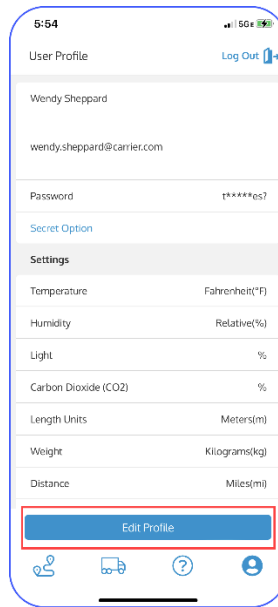 5:54 5GE
User Profile Log Out
Wendy Sheppard
wendy.sheppard@carrier.com
Password t*****es?
Secret Option
Settings
Temperature Fahrenheit(°F)
Humidity Relative(%)
Light %
Carbon Dioxide (CO2) %
Length Units Meters(m)
Weight Kilograms(kg)
Distance Miles(mi)
Edit Profile
?